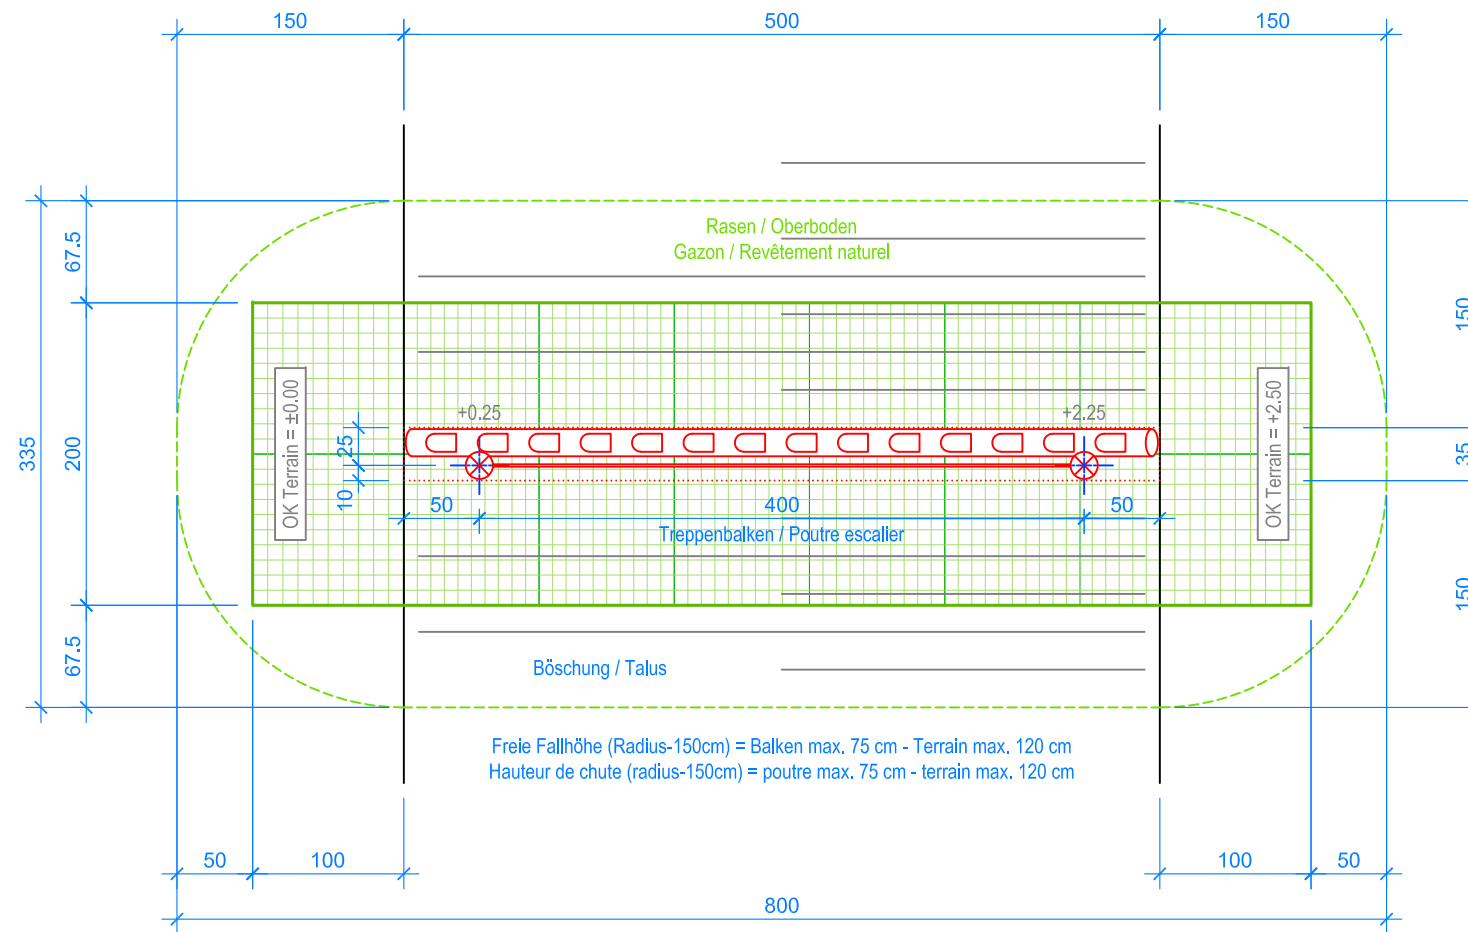 150
500
150
67.5
335
200
67.5
Rasen / Oberboden
Gazon / Revêtement naturel
150
35
150
OK Terrain = ±0.00
OK Terrain = +2.50
+0.25
+2.25
25
10
50
400
50
Treppenbalken / Poutre escalier
Böschung / Talus
Freie Fallhöhe (Radius-150cm) = Balken max. 75 cm - Terrain max. 120 cm
Hauteur de chute (radius-150cm) = poutre max. 75 cm - terrain max. 120 cm
50
100
100
50
800